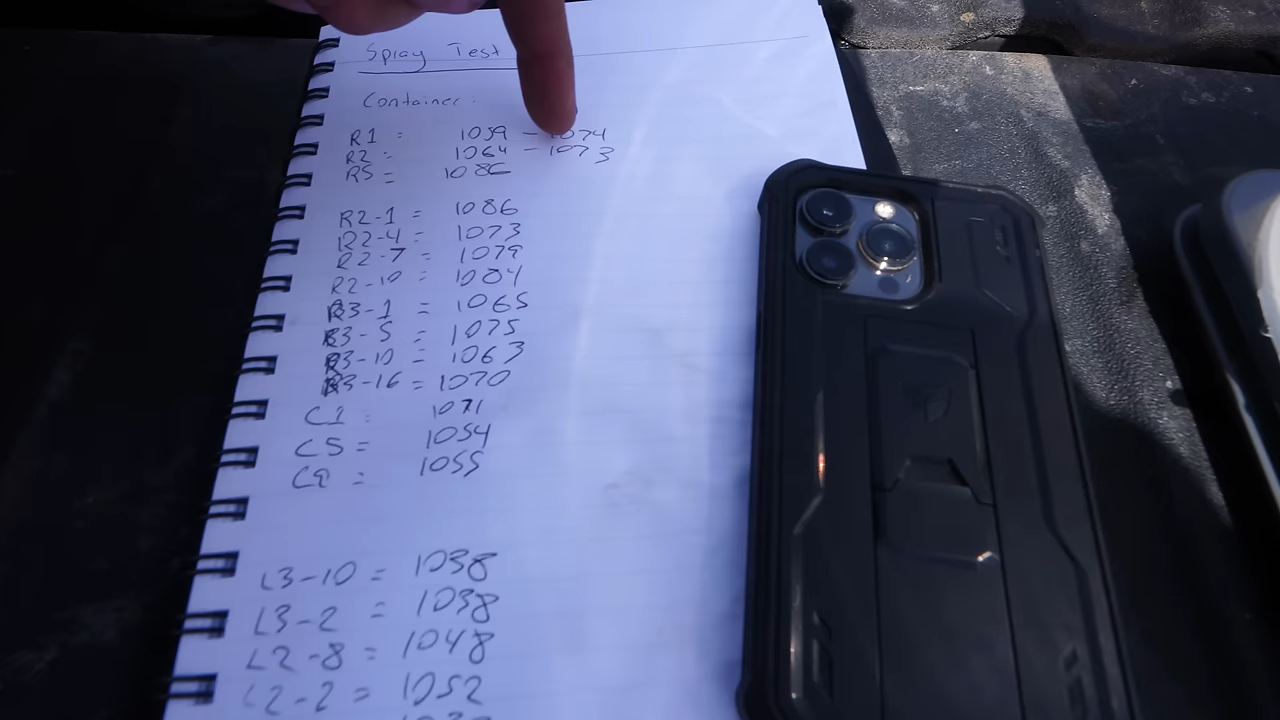 Spray Test
Container:
R1 = 1059 - 1074
R2 = 1064 - 1073
R5 = 1086
R2-1 = 1086
R2-4 = 1073
R2-7 = 1079
R2-10 = 1084
R3-1 = 1065
R3-5 = 1075
R3-10 = 1063
R3-16 = 1070
C1 = 1071
C5 = 1054
C9 = 1055
L3-10 = 1038
L3-2 = 1038
L2-8 = 1048
L2-2 = 1052